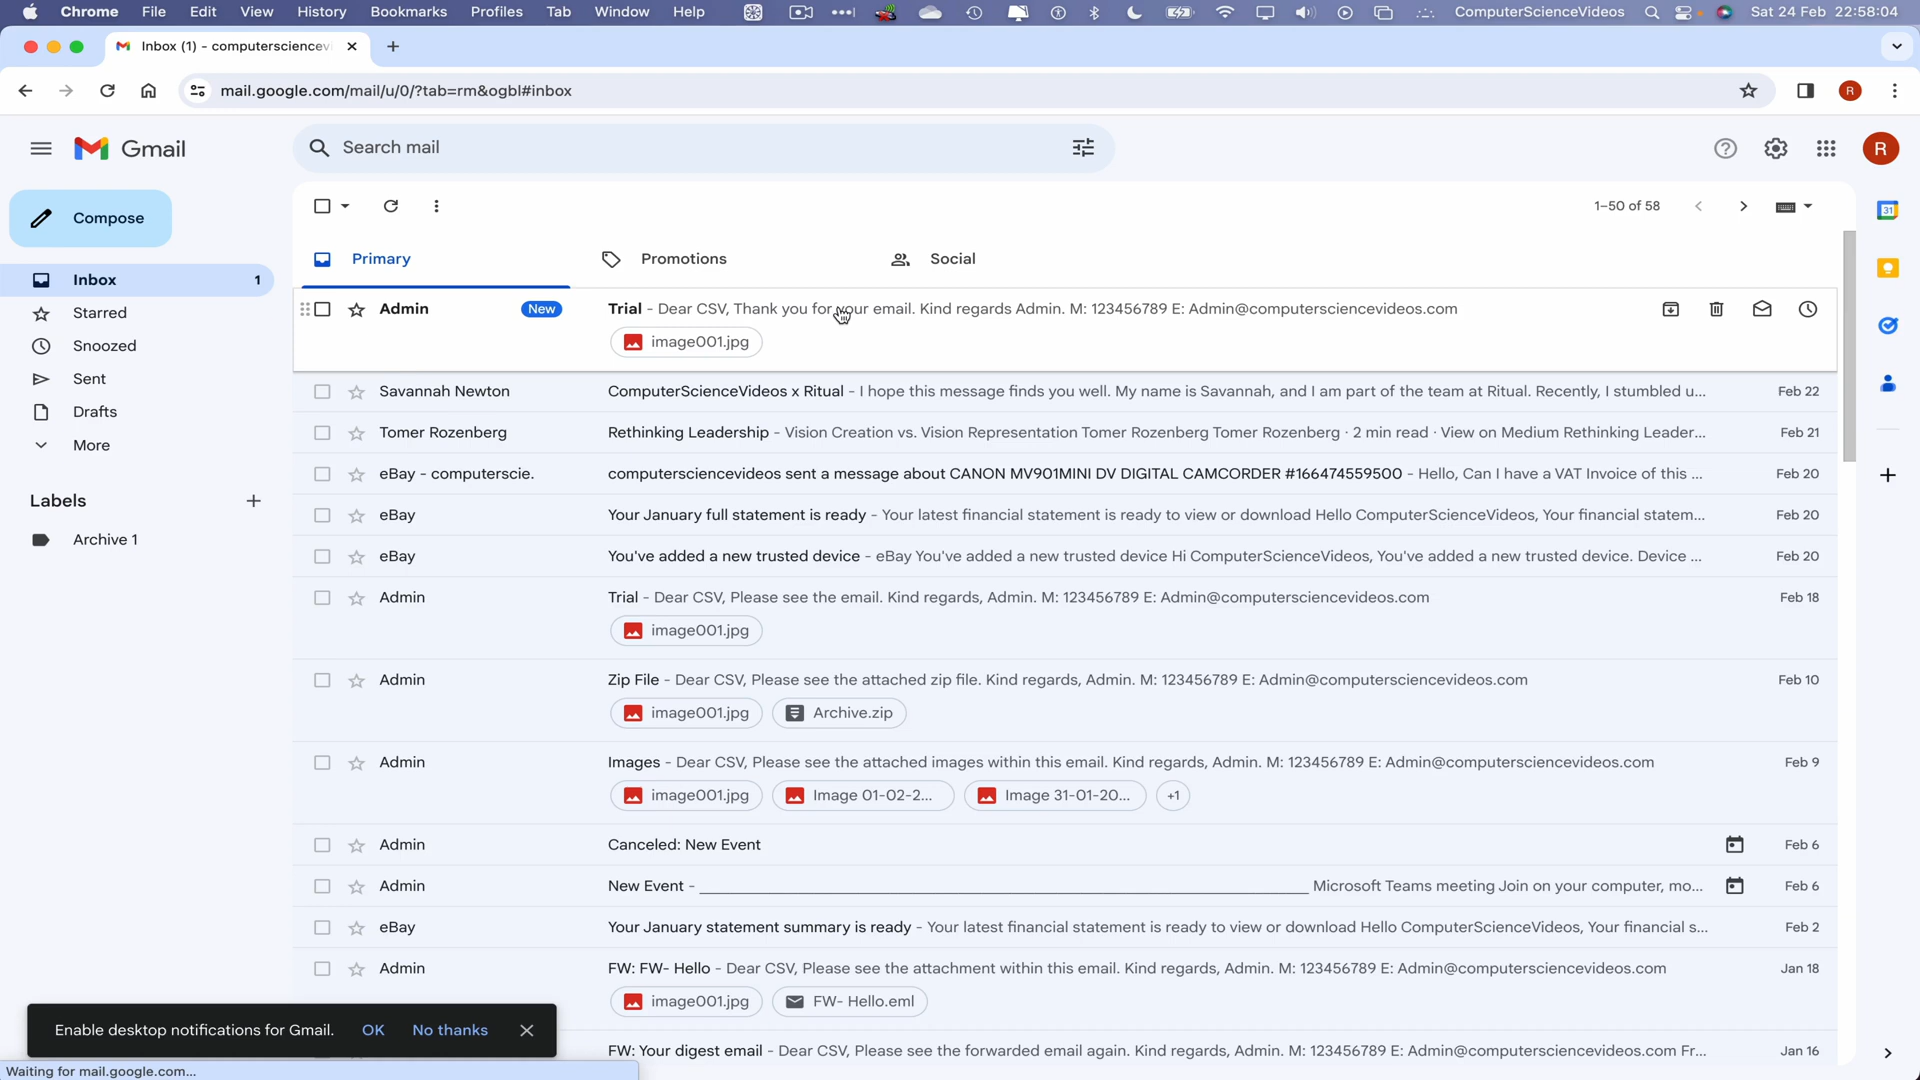 Chrome File Edit View History Bookmarks Profiles Tab Window Help ComputerScienceVideos Sat 24 Feb 22:58:04
Inbox (1) - computersciencev
mail.google.com/mail/u/0/?tab=rm&ogbl#inbox R
Gmail Search mail R
Compose
1–50 of 58
Inbox 1
Starred
Snoozed
Sent
Drafts
More
Labels
Archive 1
31
Primary Promotions Social
Admin New Trial - Dear CSV, Thank you for your email. Kind regards Admin. M: 123456789 E: Admin@computersciencevideos.com
image001.jpg
Savannah Newton ComputerScienceVideos x Ritual - I hope this message finds you well. My name is Savannah, and I am part of the team at Ritual. Recently, I stumbled u... Feb 22
Tomer Rozenberg Rethinking Leadership - Vision Creation vs. Vision Representation Tomer Rozenberg Tomer Rozenberg · 2 min read · View on Medium Rethinking Leader... Feb 21
eBay - computerscie. computersciencevideos sent a message about CANON MV901MINI DV DIGITAL CAMCORDER #166474559500 - Hello, Can I have a VAT Invoice of this ... Feb 20
eBay Your January full statement is ready - Your latest financial statement is ready to view or download Hello ComputerScienceVideos, Your financial statem... Feb 20
eBay You've added a new trusted device - eBay You've added a new trusted device Hi ComputerScienceVideos, You've added a new trusted device. Device ... Feb 20
Admin Trial - Dear CSV, Please see the email. Kind regards, Admin. M: 123456789 E: Admin@computersciencevideos.com Feb 18
image001.jpg
Admin Zip File - Dear CSV, Please see the attached zip file. Kind regards, Admin. M: 123456789 E: Admin@computersciencevideos.com Feb 10
image001.jpg Archive.zip
Admin Images - Dear CSV, Please see the attached images within this email. Kind regards, Admin. M: 123456789 E: Admin@computersciencevideos.com Feb 9
image001.jpg Image 01-02-2... Image 31-01-20... +1
Admin Canceled: New Event Feb 6
Admin New Event - ________________________________________________________________________________ Microsoft Teams meeting Join on your computer, mo... Feb 6
eBay Your January statement summary is ready - Your latest financial statement is ready to view or download Hello ComputerScienceVideos, Your financial s... Feb 2
Admin FW: FW- Hello - Dear CSV, Please see the attachment within this email. Kind regards, Admin. M: 123456789 E: Admin@computersciencevideos.com Jan 18
image001.jpg FW- Hello.eml
FW: Your digest email - Dear CSV, Please see the forwarded email again. Kind regards, Admin. M: 123456789 E: Admin@computersciencevideos.com Fr... Jan 16
Enable desktop notifications for Gmail. OK No thanks
Waiting for mail.google.com...